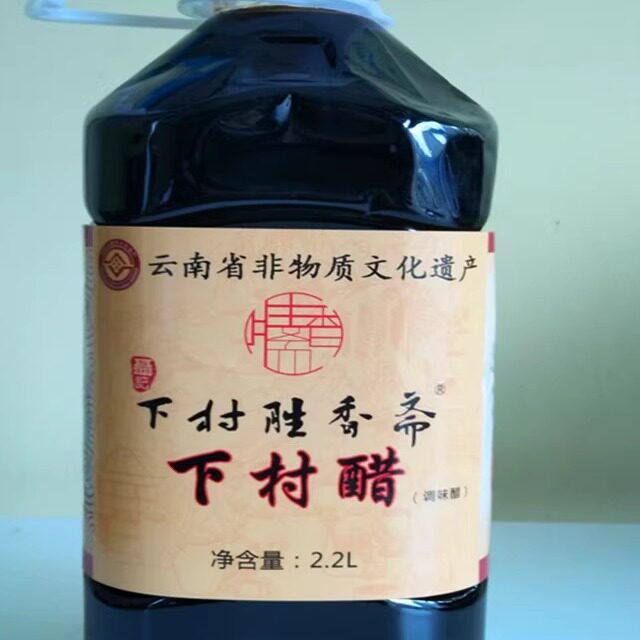 云南省非物质文化遗产
下村胜香斋®
下村醋
(调味醋)
净含量：2.2L